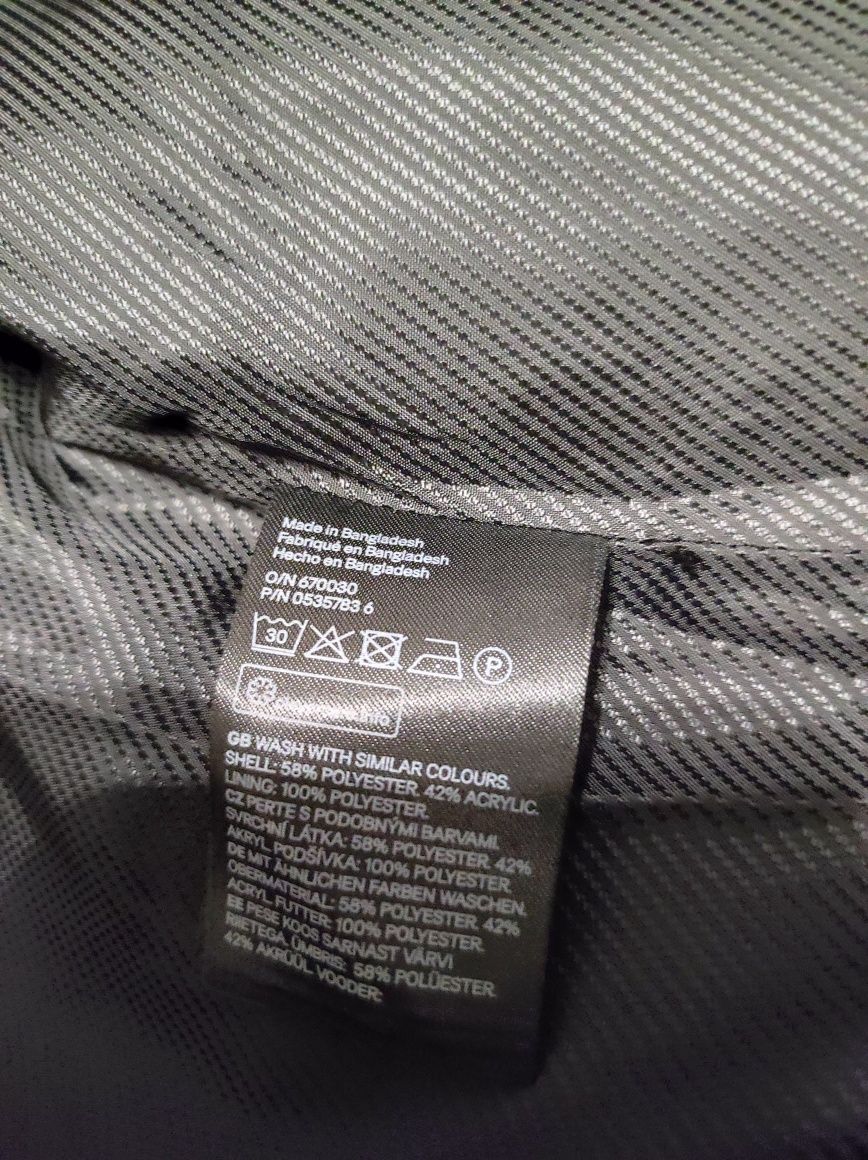 Made in Bangladesh
Fabriqué en Bangladesh
Hecho en Bangladesh
O/N 670030
P/N 0535783 6
30
P
info
GB WASH WITH SIMILAR COLOURS.
SHELL: 58% POLYESTER. 42% ACRYLIC.
LINING: 100% POLYESTER.
CZ PERTE S PODOBNÝMI BARVAMI.
SVRCHNÍ LÁTKA: 58% POLYESTER. 42%
AKRYL. PODŠÍVKA: 100% POLYESTER.
DE MIT ÄHNLICHEN FARBEN WASCHEN.
OBERMATERIAL: 58% POLYESTER. 42%
ACRYL. FUTTER: 100% POLYESTER.
EE PESE KOOS SARNAST VÄRVI
RIIETEGA. ÜMBRIS: 58% POLÜESTER.
42% AKRÜÜL. VOODER: